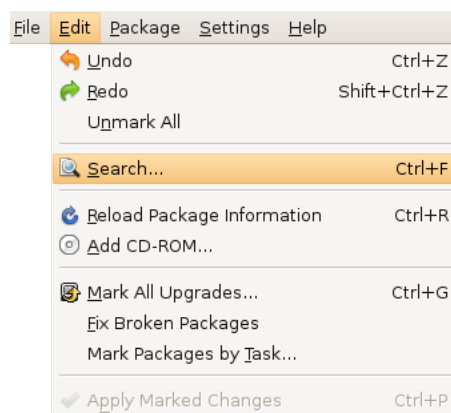 File Edit Package Settings Help
Undo Ctrl+Z
Redo Shift+Ctrl+Z
Unmark All
Search... Ctrl+F
Reload Package Information Ctrl+R
Add CD-ROM...
Mark All Upgrades... Ctrl+G
Fix Broken Packages
Mark Packages by Task...
Apply Marked Changes Ctrl+P